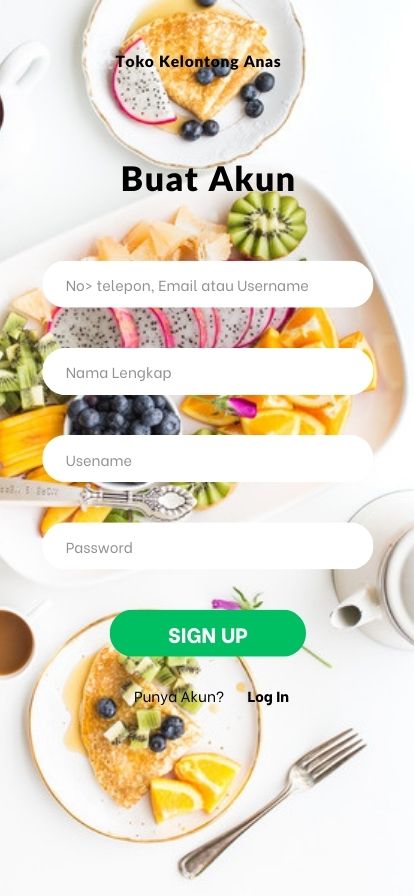 Toko Kelontong Anas
Buat Akun
No> telepon, Email atau Username
Nama Lengkap
Usename
Password
SIGN UP
Punya Akun? Log In